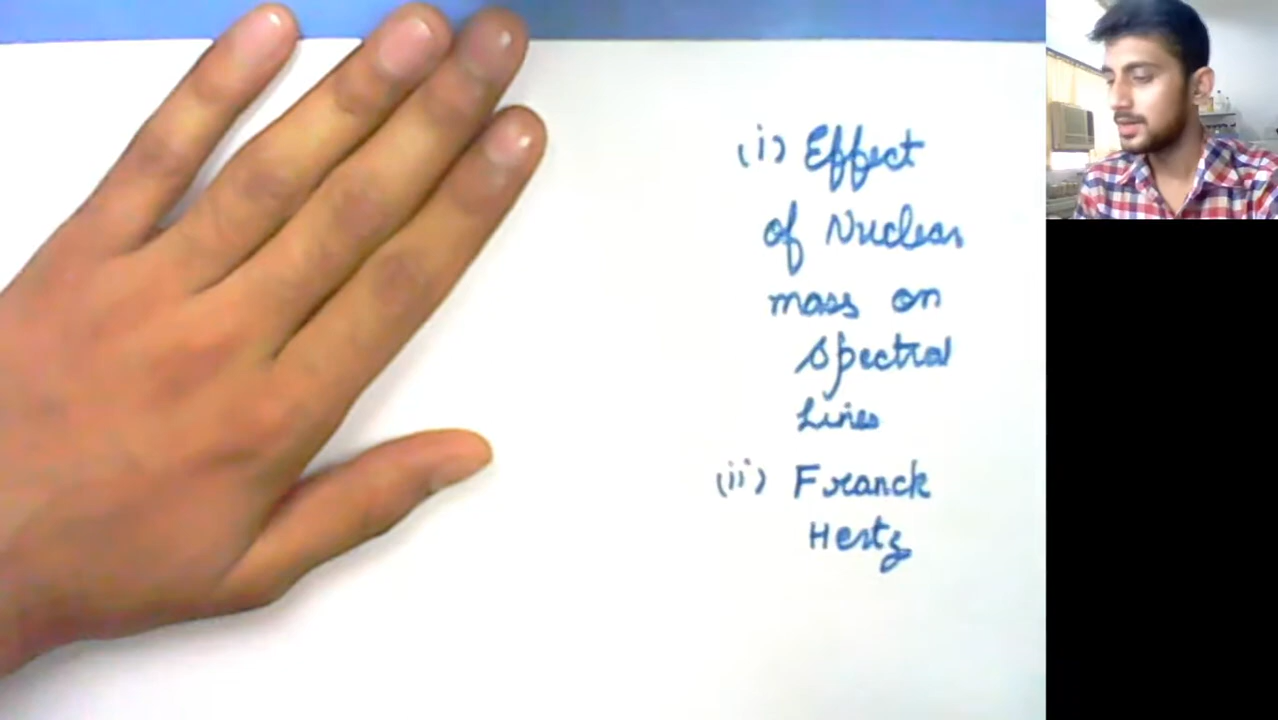 (i) Effect
of Nuclear
mass on
Spectral
Lines
(ii) Franck
Hertz